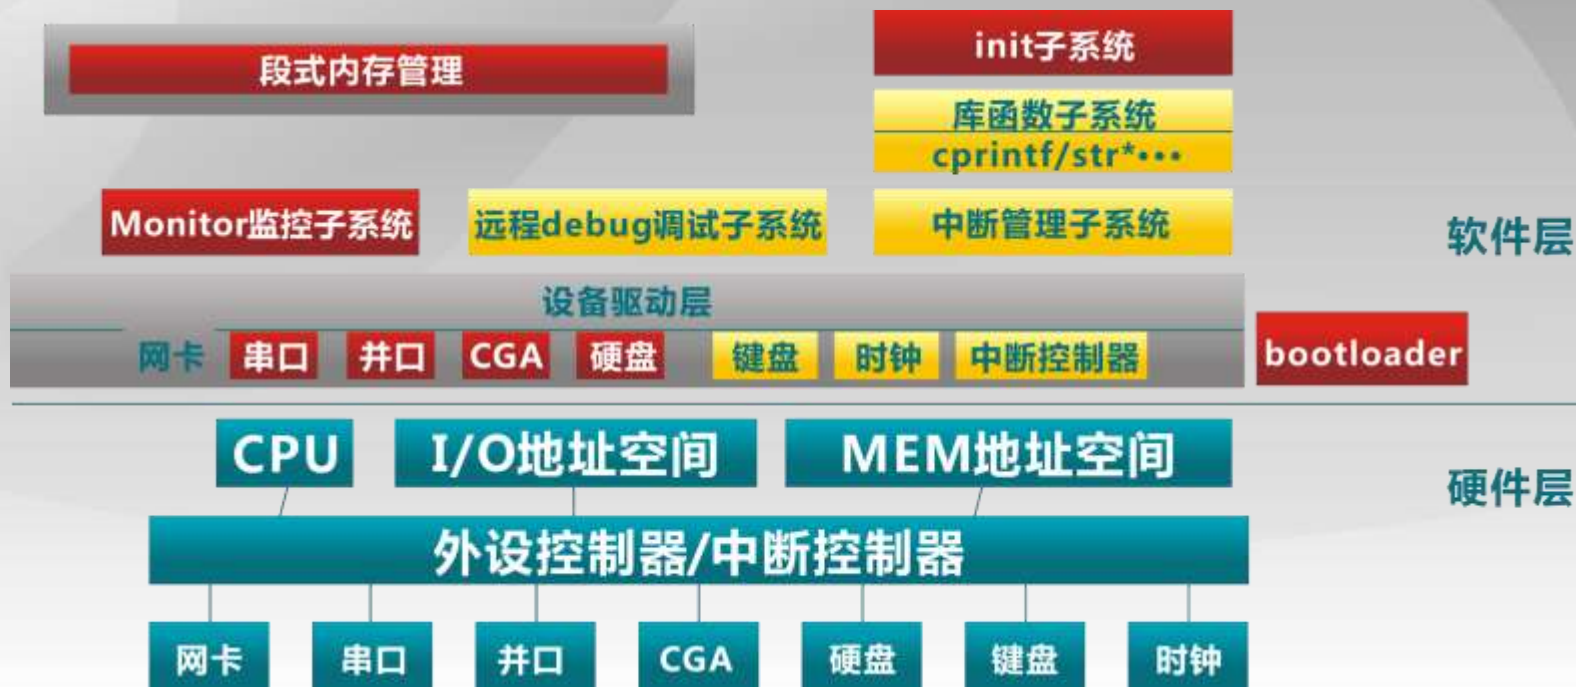 段式内存管理
init子系统
库函数子系统
cprintf/str*•••
Monitor监控子系统
远程debug调试子系统
中断管理子系统
软件层
设备驱动层
网卡
串口
并口
CGA
硬盘
键盘
时钟
中断控制器
bootloader
CPU
I/O地址空间
MEM地址空间
硬件层
外设控制器/中断控制器
网卡
串口
并口
CGA
硬盘
键盘
时钟